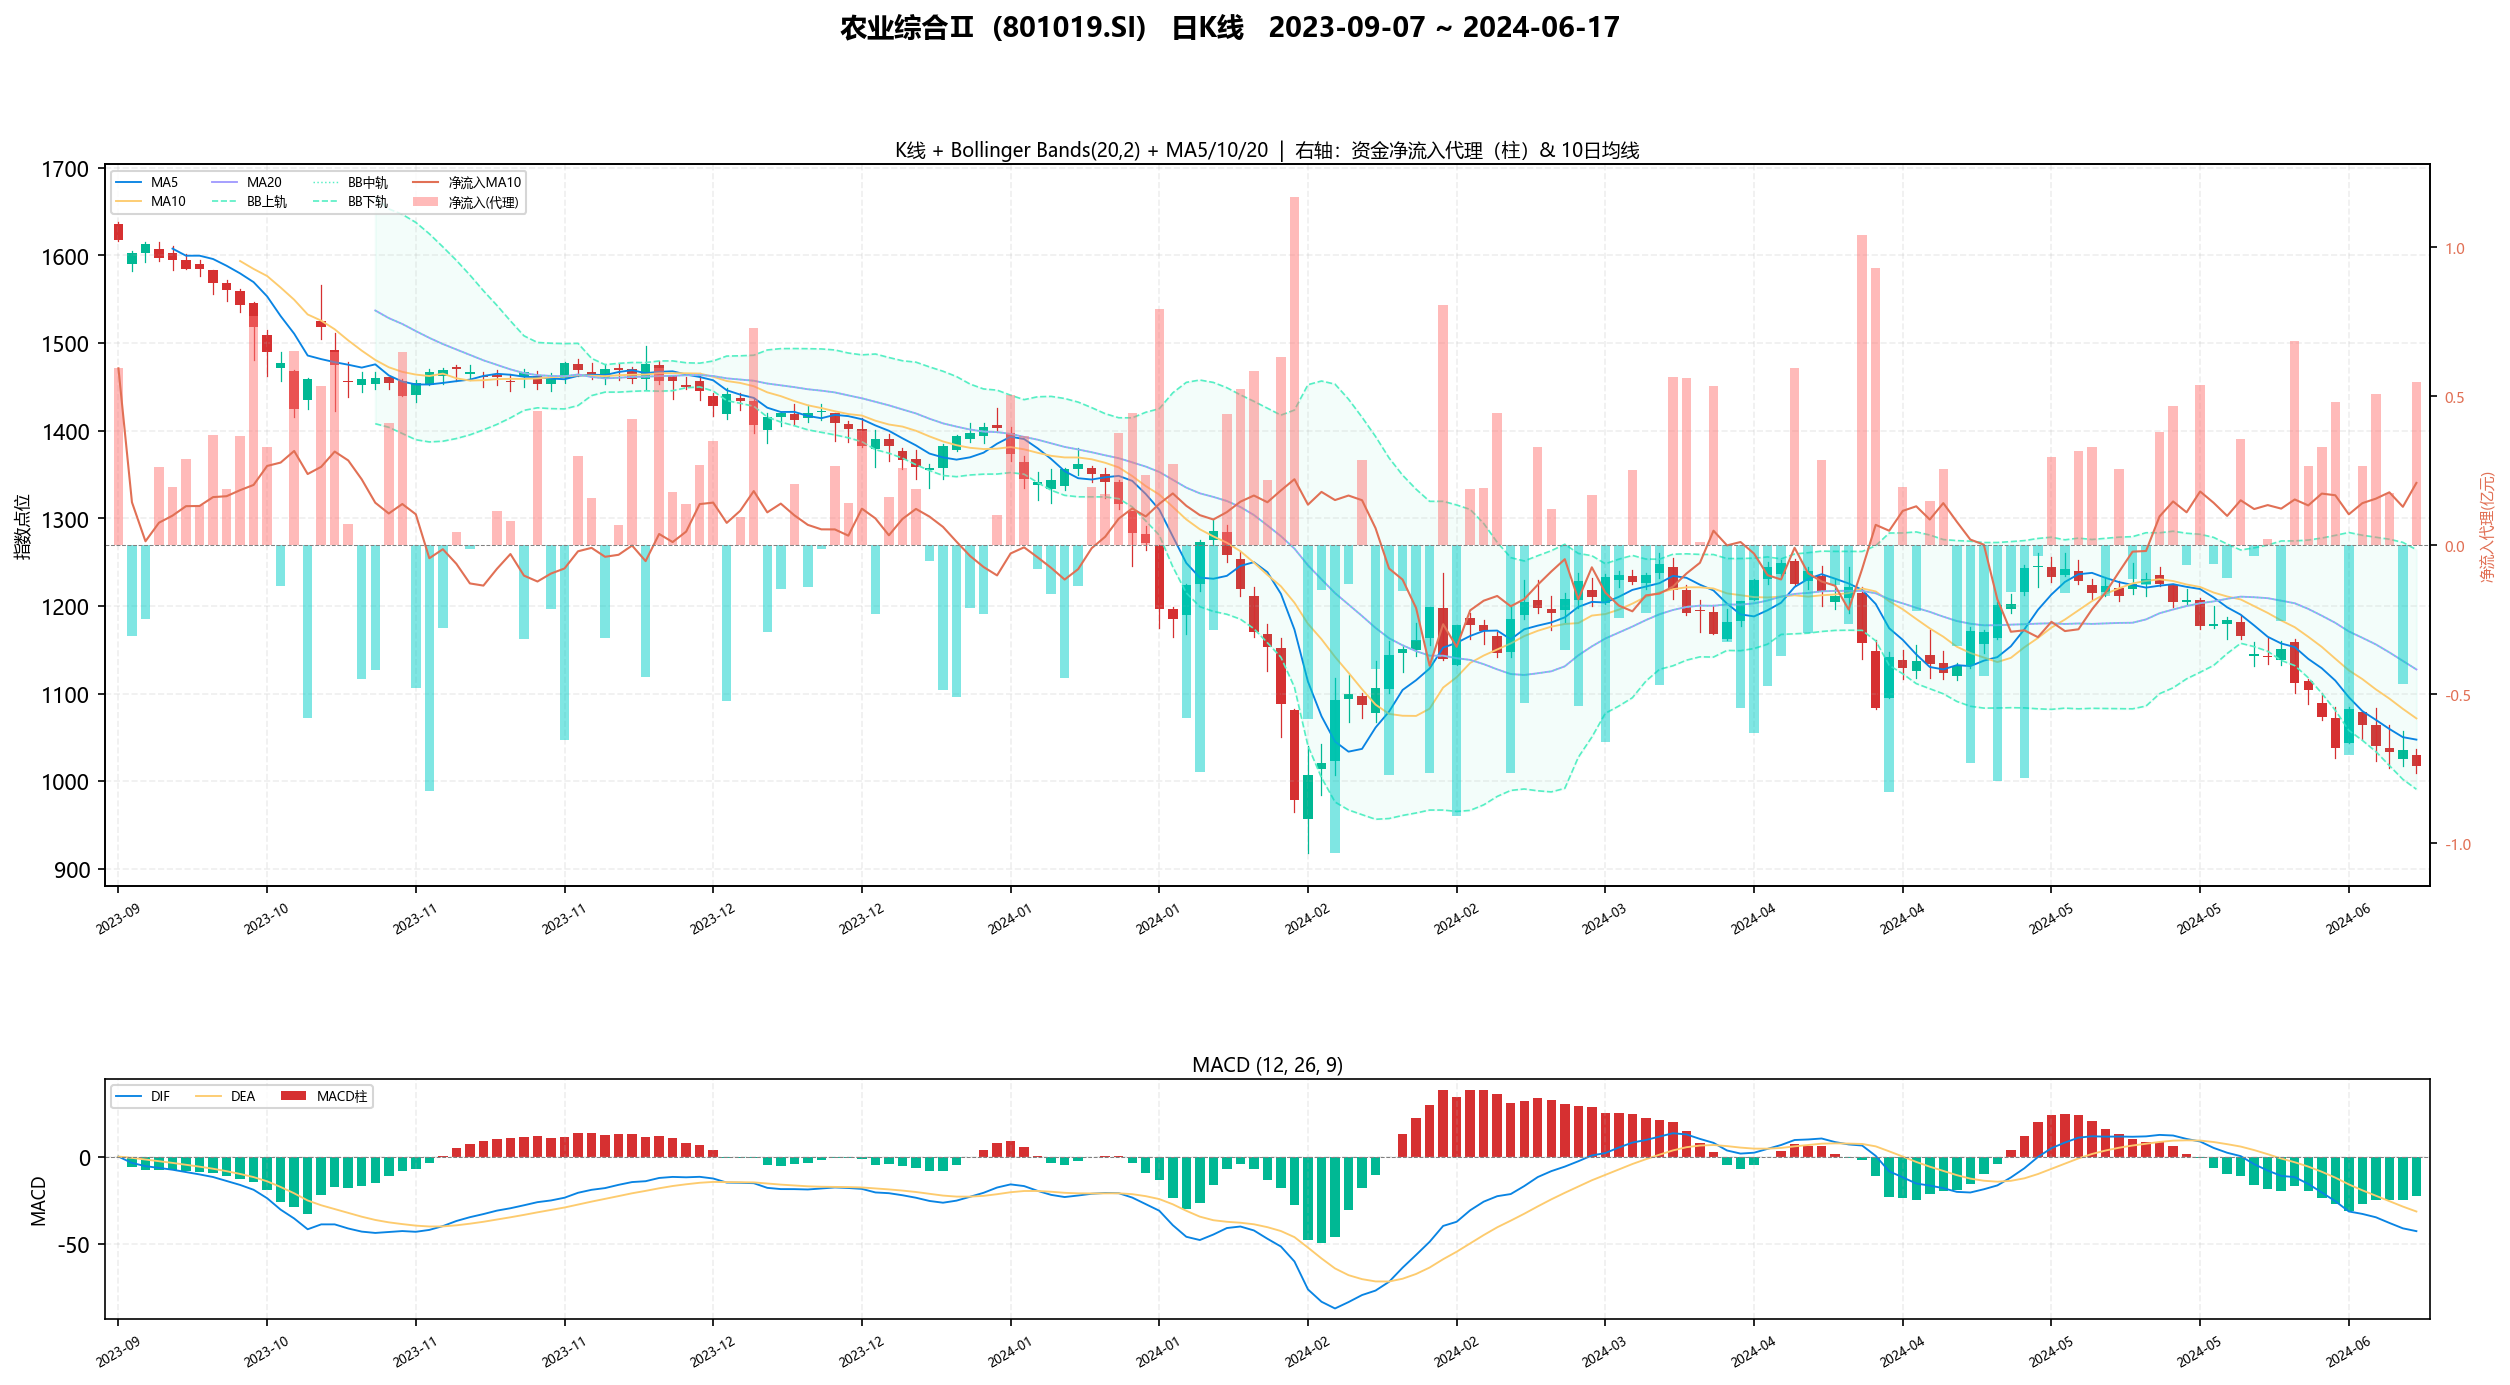 农业综合Ⅱ (801019.SI) 日K线 2023-09-07 ~ 2024-06-17
K线 + Bollinger Bands(20,2) + MA5/10/20 | 右轴：资金净流入代理（柱）& 10日均线
MA5 MA20 BB中轨 净流入MA10
MA10 BB上轨 BB下轨 净流入(代理)
指数点位
1700
1600
1500
1400
1300
1200
1100
1000
900
1.0
0.5
0.0
-0.5
-1.0
净流入代理(亿元)
2023-09 2023-10 2023-11 2023-11 2023-12 2023-12 2024-01 2024-01 2024-02 2024-02 2024-03 2024-04 2024-04 2024-05 2024-05 2024-06
MACD (12, 26, 9)
DIF DEA MACD柱
MACD
0
-50
2023-09 2023-10 2023-11 2023-11 2023-12 2023-12 2024-01 2024-01 2024-02 2024-02 2024-03 2024-04 2024-04 2024-05 2024-05 2024-06